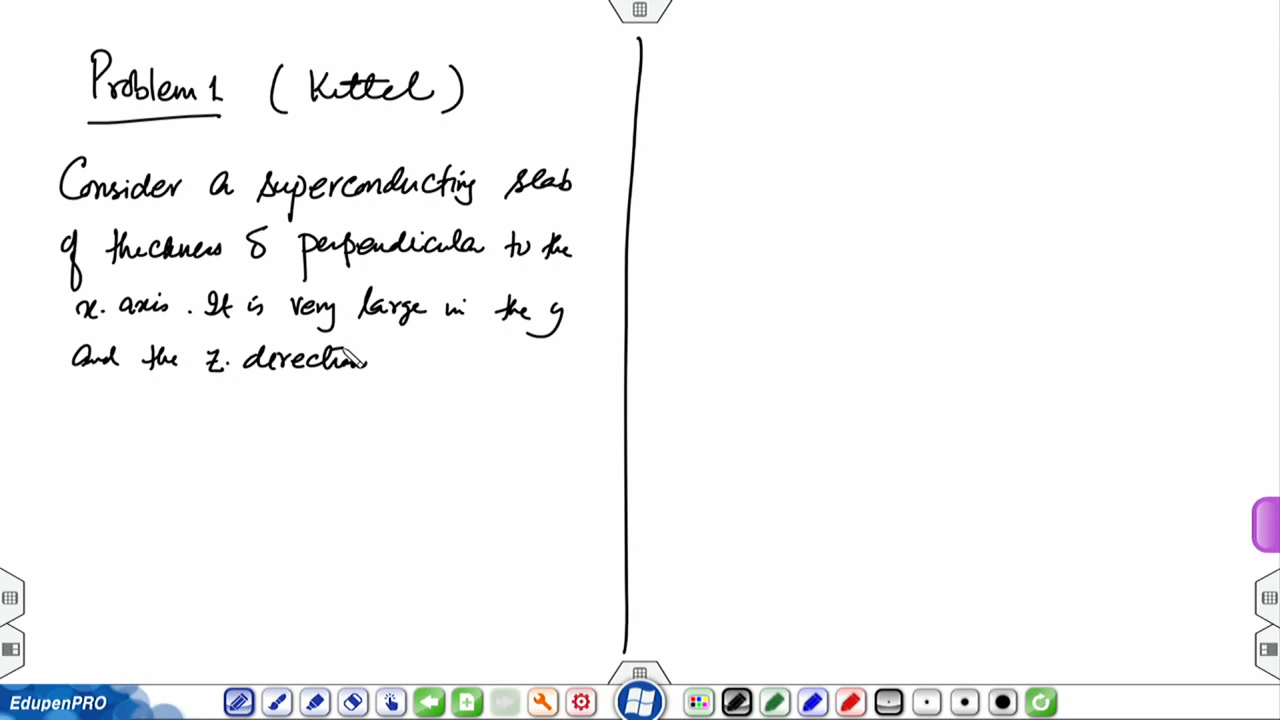 Problem 1 (Kittel)
Consider a superconducting slab
of thickness δ perpendicular to the
x. axis. It is very large in the y
and the z. direction
EdupenPRO